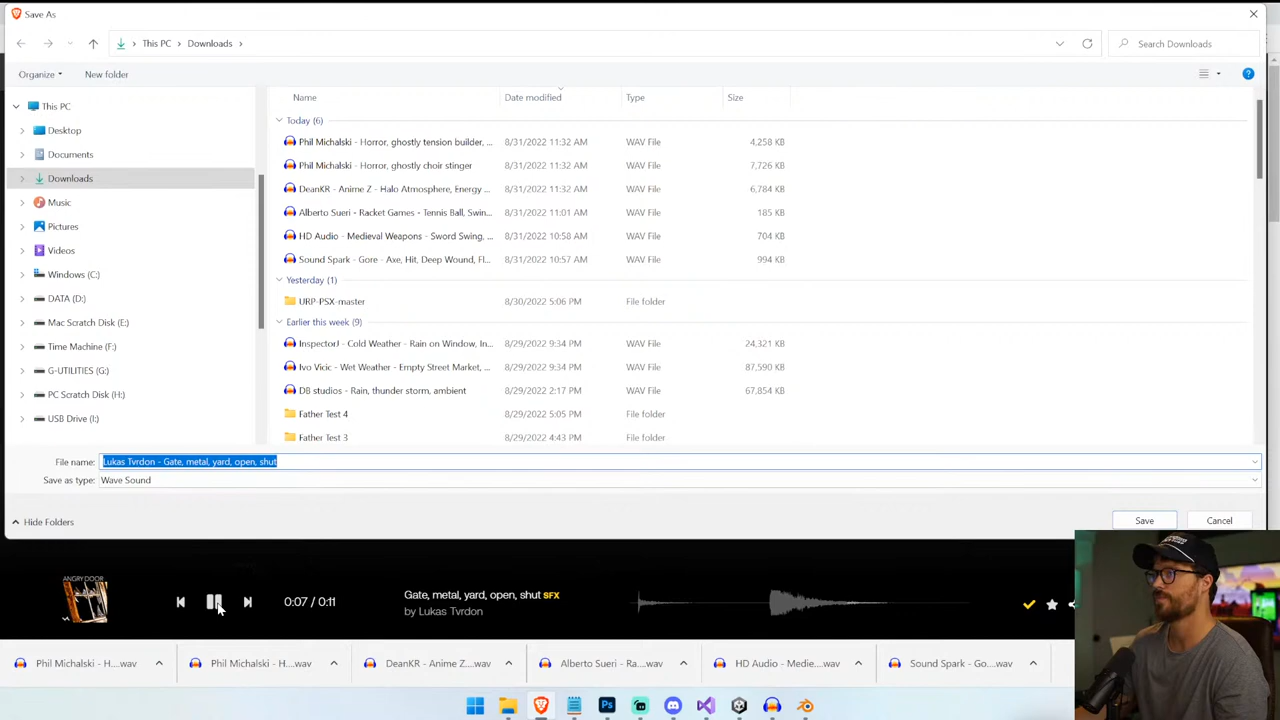 Save As
This PC
Downloads
Search Downloads
Organize
New folder
Name
Date modified
Type
Size
This PC
Desktop
Documents
Downloads
Music
Pictures
Videos
Windows (C:)
DATA (D:)
Mac Scratch Disk (E:)
Time Machine (F:)
G-UTILITIES (G:)
PC Scratch Disk (H:)
USB Drive (I:)
Today (6)
Phil Michalski - Horror, ghostly tension builder, ... 8/31/2022 11:32 AM WAV File 4,258 KB
Phil Michalski - Horror, ghostly choir stinger 8/31/2022 11:32 AM WAV File 7,726 KB
DeanKR - Anime Z - Halo Atmosphere, Energy ... 8/31/2022 11:32 AM WAV File 6,784 KB
Alberto Sueri - Racket Games - Tennis Ball, Swin... 8/31/2022 11:01 AM WAV File 185 KB
HD Audio - Medieval Weapons - Sword Swing, ... 8/31/2022 10:58 AM WAV File 704 KB
Sound Spark - Gore - Axe, Hit, Deep Wound, Fl... 8/31/2022 10:57 AM WAV File 994 KB
Yesterday (1)
URP-PSX-master 8/30/2022 5:06 PM File folder
Earlier this week (9)
InspectorJ - Cold Weather - Rain on Window, In... 8/29/2022 9:34 PM WAV File 24,321 KB
Ivo Vicic - Wet Weather - Empty Street Market, ... 8/29/2022 9:34 PM WAV File 87,590 KB
DB studios - Rain, thunder storm, ambient 8/29/2022 2:17 PM WAV File 67,854 KB
Father Test 4 8/29/2022 5:05 PM File folder
Father Test 3 8/29/2022 4:37 PM File folder
File name: Lukas Tvrdon - Gate, metal, yard, open, shut
Save as type: Wave Sound
Hide Folders
Save
Cancel
ANGRY DOOR
0:07 / 0:11
Gate, metal, yard, open, shut SFX
by Lukas Tvrdon
Phil Michalski - H....wav
Phil Michalski - H....wav
DeanKR - Anime Z....wav
Alberto Sueri - Ra....wav
HD Audio - Medie....wav
Sound Spark - Go....wav